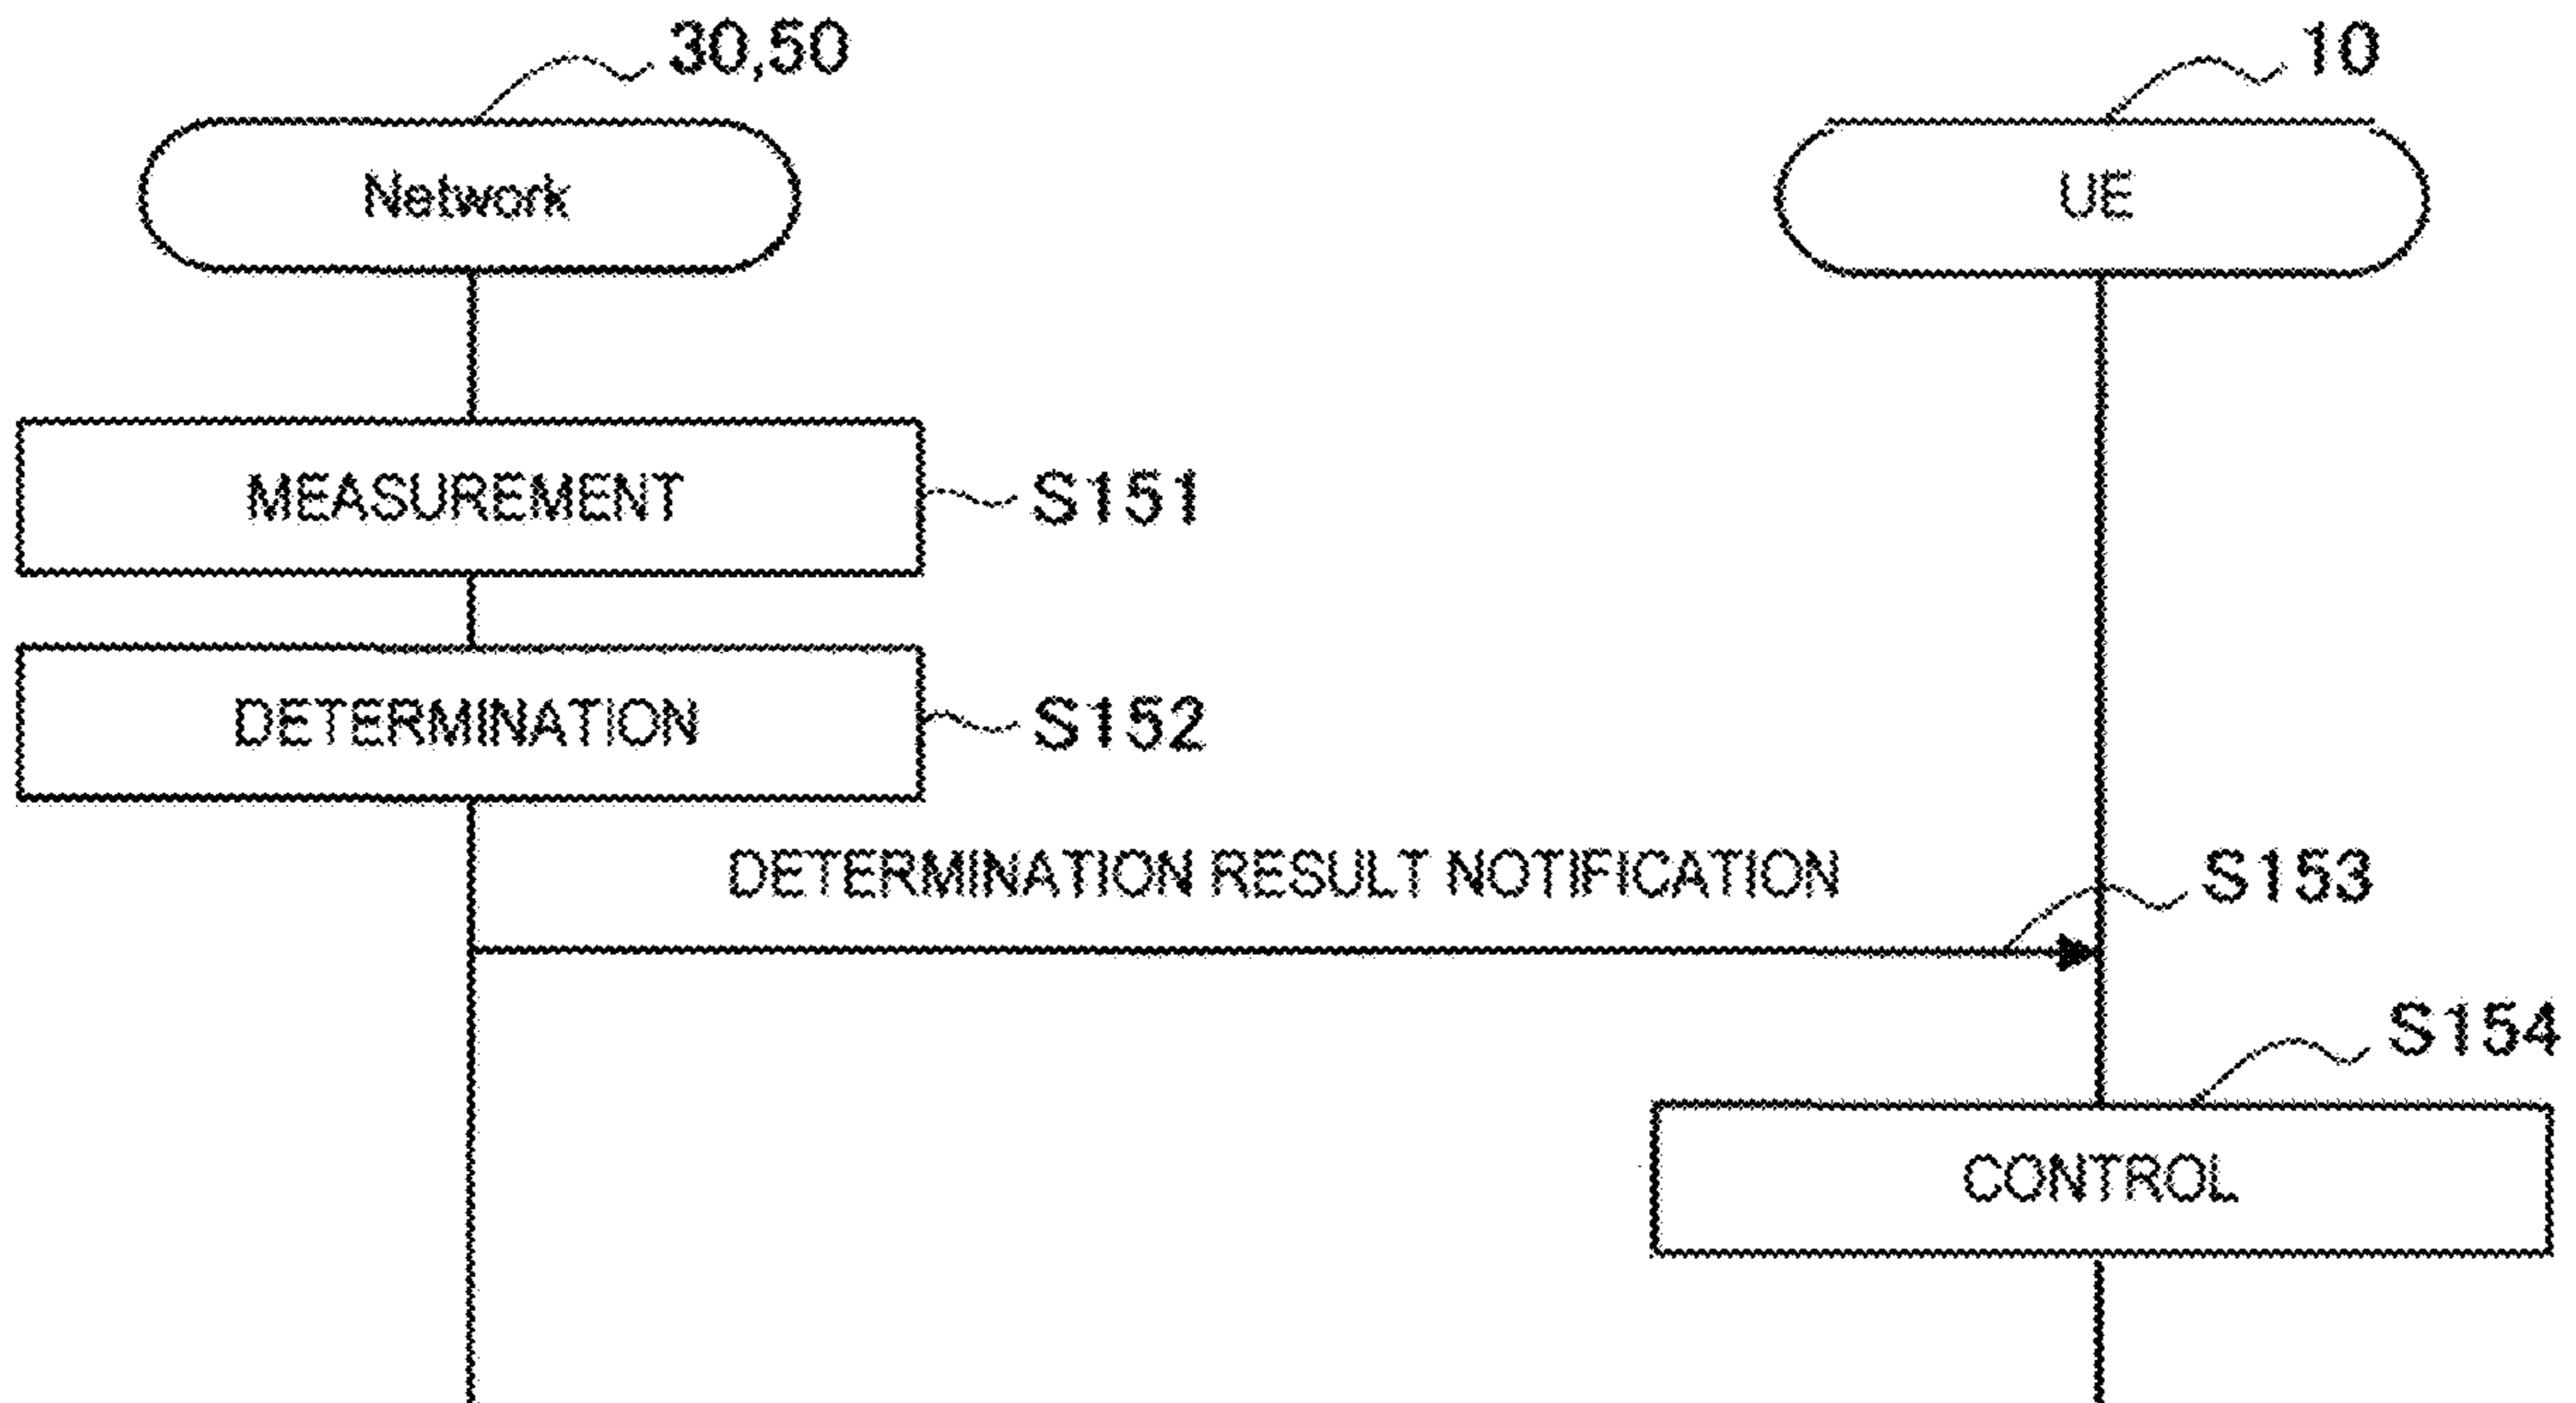 30,50
10
Network
UE
MEASUREMENT
S151
DETERMINATION
S152
DETERMINATION RESULT NOTIFICATION
S153
S154
CONTROL